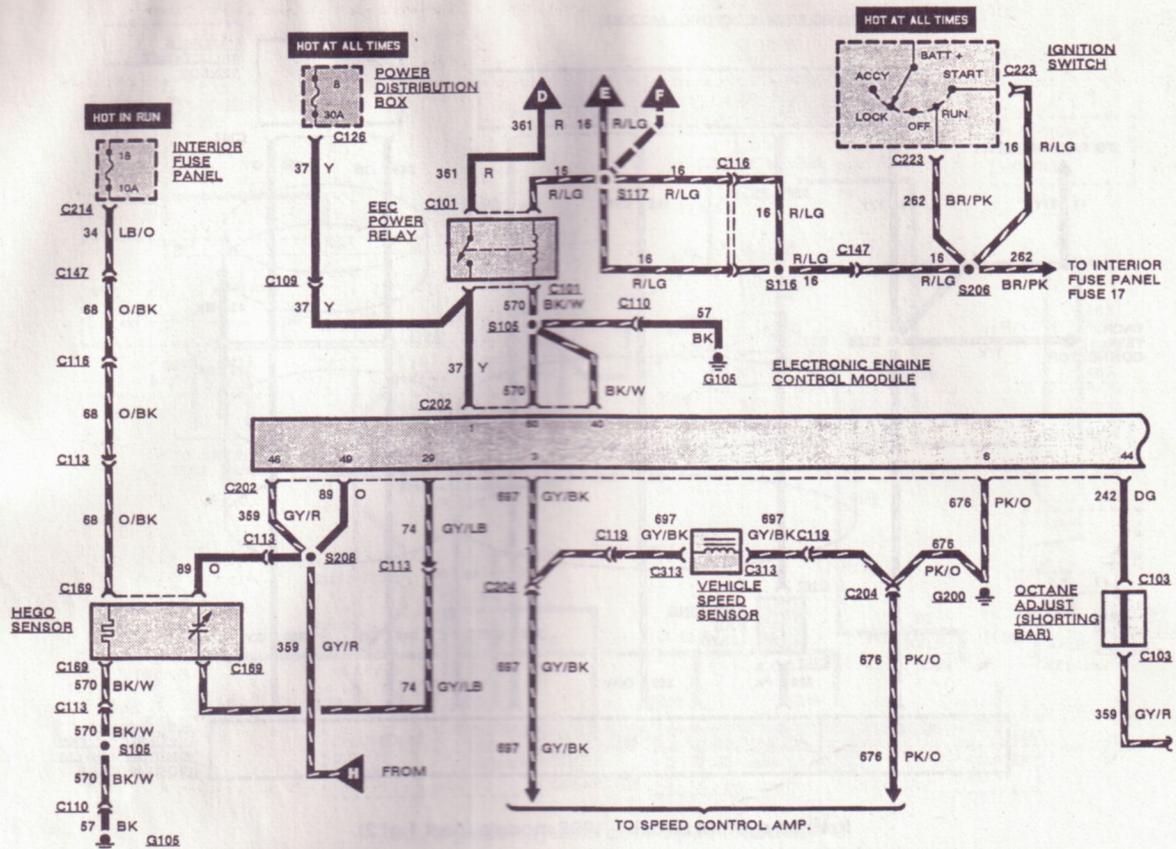 HOT AT ALL TIMES
IGNITION
SWITCH
BATT +
ACCY
START
LOCK
OFF
RUN
C223
C223
16
R/LG
262
BR/PK
HOT AT ALL TIMES
8
30A
POWER
DISTRIBUTION
BOX
C126
37
Y
C109
37
Y
HOT IN RUN
18
10A
INTERIOR
FUSE
PANEL
C214
34
LB/O
C147
68
O/BK
C116
68
O/BK
C113
68
O/BK
C169
D
E
F
361
R
16
R/LG
361
R
C101
EEC
POWER
RELAY
16
R/LG
S117
16
R/LG
C116
16
R/LG
16
R/LG
S116
R/LG
16
C147
16
R/LG
S206
262
BR/PK
TO INTERIOR
FUSE PANEL
FUSE 17
C101
570
BK/W
S105
C110
57
BK
G105
37
Y
570
BK/W
C202
ELECTRONIC ENGINE
CONTROL MODULE
1
60
40
46
49
29
3
6
44
C202
359
GY/R
89
O
C113
S208
89
O
74
GY/LB
C113
697
GY/BK
C119
697
GY/BK
697
GY/BK
C119
C313
C313
VEHICLE
SPEED
SENSOR
C204
C204
676
PK/O
676
PK/O
G200
242
DG
C103
OCTANE
ADJUST
(SHORTING
BAR)
C103
359
GY/R
HEGO
SENSOR
C169
C169
570
BK/W
C113
570
BK/W
S105
570
BK/W
C110
57
BK
G105
359
GY/R
74
GY/LB
H
FROM
697
GY/BK
697
GY/BK
676
PK/O
676
PK/O
TO SPEED CONTROL AMP.